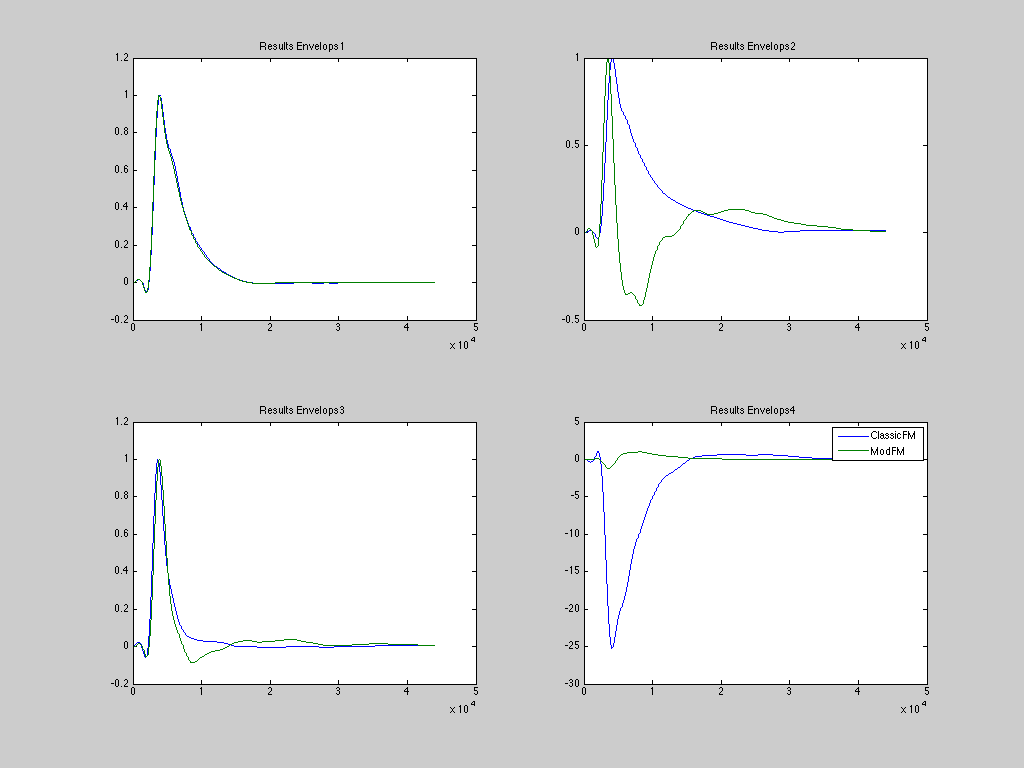 Results Envelops1
1.2
1
0.8
0.6
0.4
0.2
0
-0.2
0 1 2 3 4 5
x 10^4
Results Envelops2
1
0.5
0
-0.5
0 1 2 3 4 5
x 10^4
Results Envelops3
1.2
1
0.8
0.6
0.4
0.2
0
-0.2
0 1 2 3 4 5
x 10^4
Results Envelops4
5
0
-5
-10
-15
-20
-25
-30
0 1 2 3 4 5
x 10^4
ClassicFM
ModFM